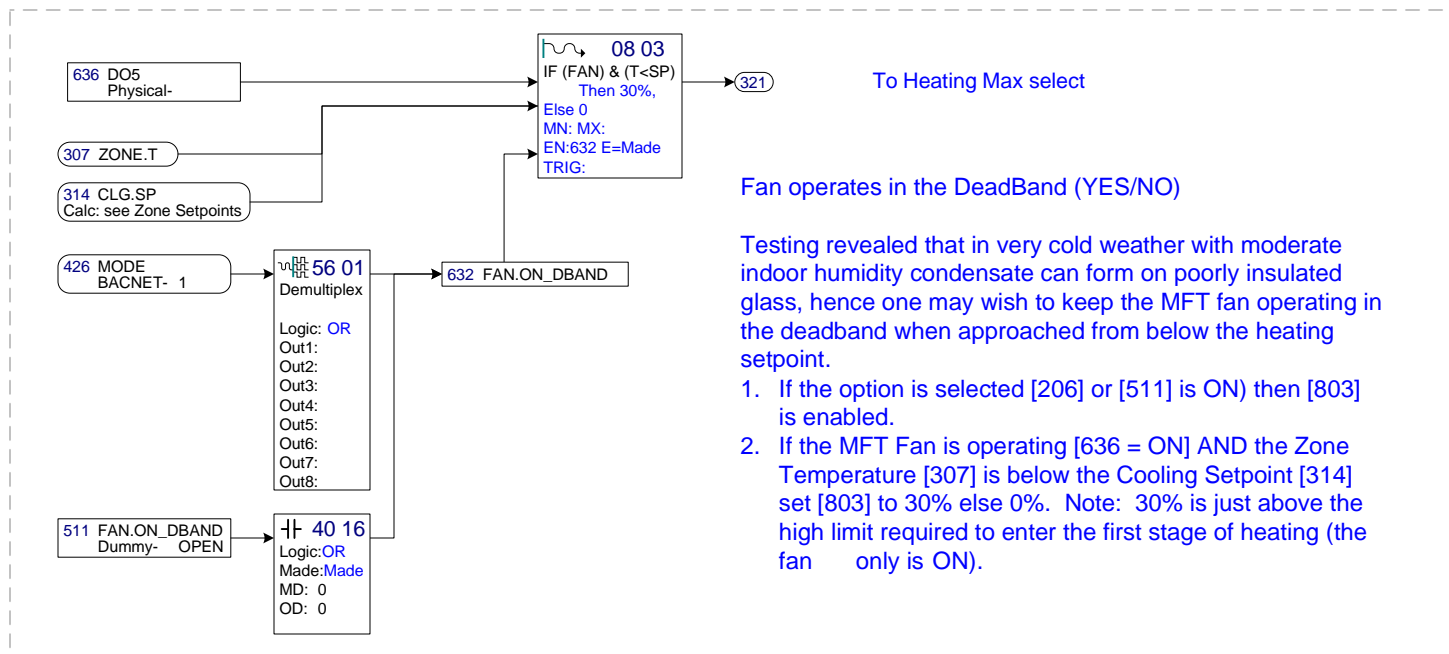 636 DO5
Physical-
307 ZONE.T
314 CLG.SP
Calc: see Zone Setpoints
426 MODE
BACNET- 1
511 FAN.ON_DBAND
Dummy- OPEN
56 01
Demultiplex
Logic: OR
Out1:
Out2:
Out3:
Out4:
Out5:
Out6:
Out7:
Out8:
40 16
Logic:OR
Made:Made
MD: 0
OD: 0
632 FAN.ON_DBAND
08 03
IF (FAN) & (T<SP)
Then 30%,
Else 0
MN: MX:
EN:632 E=Made
TRIG:
321
To Heating Max select
Fan operates in the DeadBand (YES/NO)
Testing revealed that in very cold weather with moderate
indoor humidity condensate can form on poorly insulated
glass, hence one may wish to keep the MFT fan operating in
the deadband when approached from below the heating
setpoint.
1. If the option is selected [206] or [511] is ON) then [803]
is enabled.
2. If the MFT Fan is operating [636 = ON] AND the Zone
Temperature [307] is below the Cooling Setpoint [314]
set [803] to 30% else 0%. Note: 30% is just above the
high limit required to enter the first stage of heating (the
fan only is ON).